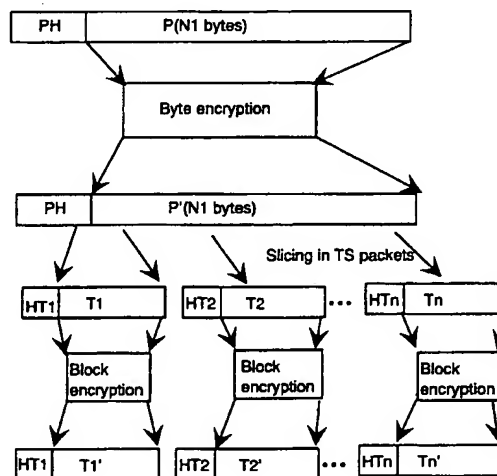 PH P(N1 bytes)
Byte encryption
PH P'(N1 bytes)
Slicing in TS packets
HT1 T1 HT2 T2 ••• HTn Tn
Block encryption Block encryption Block encryption
HT1 T1' HT2 T2' ••• HTn Tn'